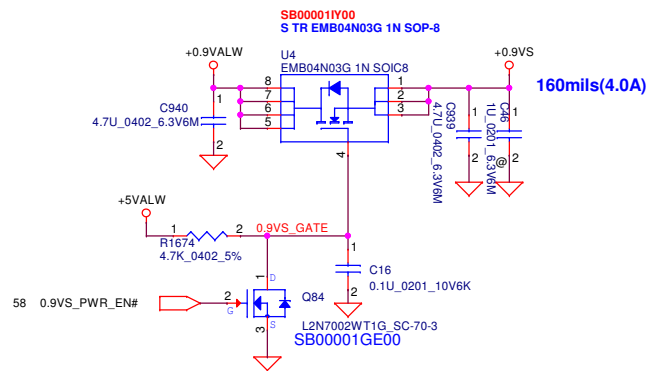 SB00001IY00
S TR EMB04N03G 1N SOP-8
+0.9VALW
U4
EMB04N03G 1N SOIC8
+0.9VS
160mils(4.0A)
8
7
6
5
1
2
3
4
1
C940
4.7U_0402_6.3V6M
2
1
C939
4.7U_0402_6.3V6M
2
1
C46
1U_0201_6.3V6M
@
2
+5VALW
1
2
R1674
4.7K_0402_5%
0.9VS_GATE
1
C16
0.1U_0201_10V6K
2
58 0.9VS_PWR_EN#
2
G
1
D
Q84
3
S
L2N7002WT1G_SC-70-3
SB00001GE00